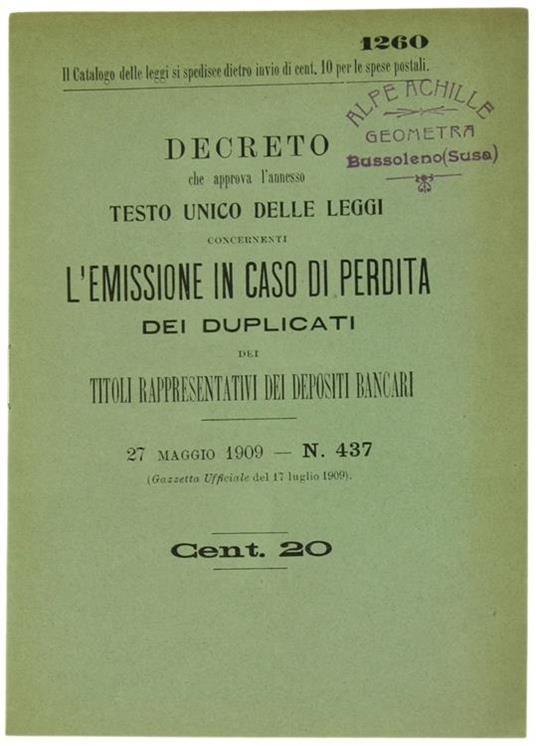 1260
Il Catalogo delle leggi si spedisce dietro invio di cent. 10 per le spese postali.
ALPE ACHILLE
GEOMETRA
Bussoleno (Susa)
DECRETO
che approva l'annesso
TESTO UNICO DELLE LEGGI
CONCERNENTI
L'EMISSIONE IN CASO DI PERDITA
DEI DUPLICATI
DEI
TITOLI RAPPRESENTATIVI DEI DEPOSITI BANCARI
27 MAGGIO 1909 — N. 437
(Gazzetta Ufficiale del 17 luglio 1909).
Cent. 20